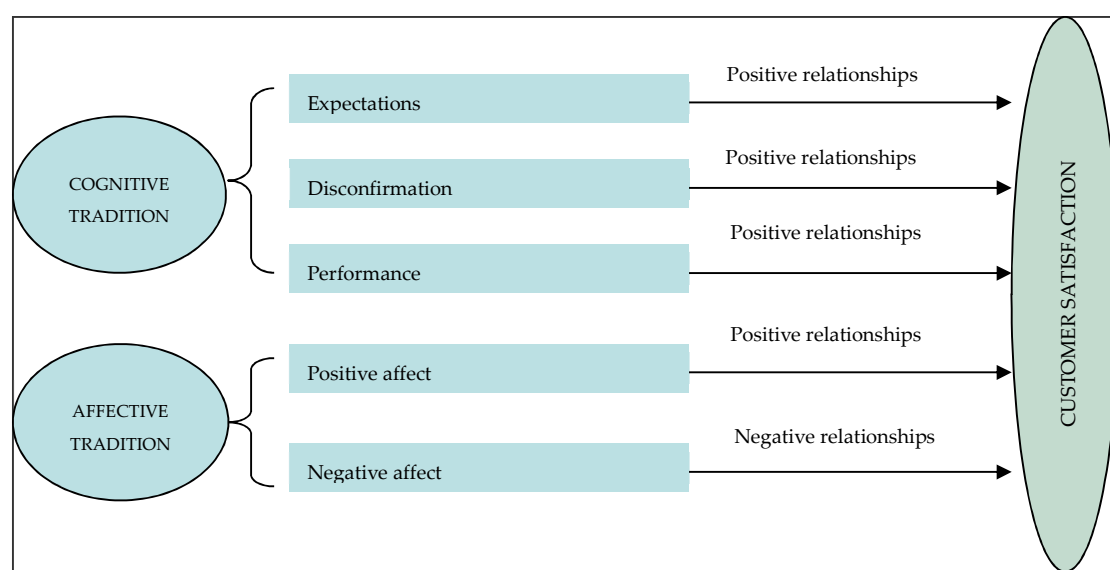 Positive relationships
Expectations
Positive relationships
COGNITIVE
TRADITION
Disconfirmation
Positive relationships
Performance
Positive relationships
Positive affect
AFFECTIVE
TRADITION
Negative relationships
Negative affect
CUSTOMER SATISFACTION